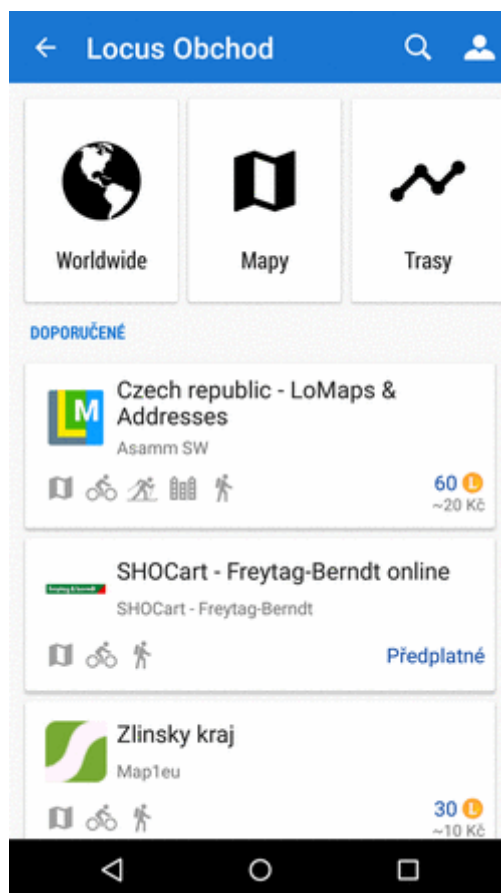 Locus Obchod
Worldwide
Mapy
Trasy
DOPORUČENÉ
Czech republic - LoMaps &
Addresses
Asamm SW
60 L
~20 Kč
SHOCart - Freytag-Berndt online
SHOCart - Freytag-Berndt
Předplatné
Zlinsky kraj
Map1eu
30 L
~10 Kč